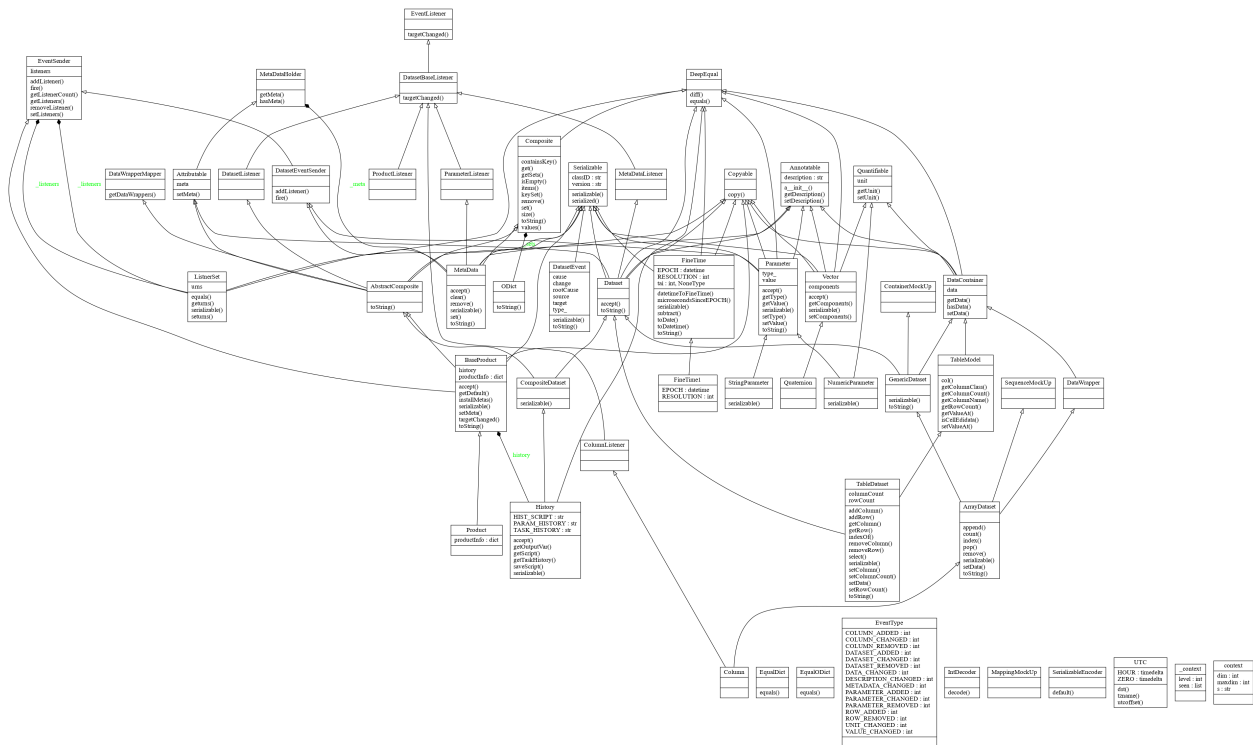 EventListener
targetChanged()
EventSender
listeners
addListener()
fire()
getListenerCount()
getListeners()
removeListener()
setListeners()
MetaDataHolder
getMeta()
hasMeta()
DatasetBaseListener
targetChanged()
DeepEqual
diff()
equals()
Composite
containsKey()
get()
getSets()
isEmpty()
items()
keySet()
remove()
set()
size()
toString()
values()
DataWrapperMapper
getDataWrappers()
Attributable
meta
setMeta()
DatasetListener
DatasetEventSender
addListener()
fire()
ProductListener
ParameterListener
Serializable
classID : str
version : str
serializable()
serialized()
MetaDataListener
Copyable
copy()
Annotatable
description : str
a__init__()
getDescription()
setDescription()
Quantifiable
unit
getUnit()
setUnit()
_listeners
_listeners
_meta
ListnerSet
urns
equals()
geturns()
serializable()
seturns()
AbstractComposite
toString()
MetaData
accept()
clear()
remove()
serializable()
set()
toString()
ODict
toString()
DatasetEvent
cause
change
rootCause
source
target
type_
serializable()
toString()
Dataset
accept()
toString()
FineTime
EPOCH : datetime
RESOLUTION : int
tai : int, NoneType
datetimeToFineTime()
microsecondsSinceEPOCH()
serializable()
subtract()
toDate()
toDatetime()
toString()
Parameter
type_
value
accept()
getType()
getValue()
serializable()
setType()
setValue()
toString()
Vector
components
accept()
getComponents()
serializable()
setComponents()
ContainerMockUp
DataContainer
data
getData()
hasData()
setData()
BaseProduct
history
productInfo : dict
accept()
getDefault()
installMetas()
serializable()
setMeta()
targetChanged()
toString()
CompositeDataset
serializable()
FineTime1
EPOCH : datetime
RESOLUTION : int
StringParameter
serializable()
Quaternion
NumericParameter
serializable()
GenericDataset
serializable()
toString()
TableModel
col()
getColumnClass()
getColumnCount()
getColumnName()
getRowCount()
getValueAt()
isCellEditable()
setValueAt()
SequenceMockUp
DataWrapper
history
ColumnListener
Product
productInfo : dict
History
HIST_SCRIPT : str
PARAM_HISTORY : str
TASK_HISTORY : str
accept()
getOutputVar()
getScript()
getTaskHistory()
saveScript()
serializable()
TableDataset
columnCount
rowCount
addColumn()
addRow()
getColumn()
getRow()
indexOf()
removeColumn()
removeRow()
select()
serializable()
setColumn()
setColumnCount()
setData()
setRowCount()
toString()
ArrayDataset
append()
count()
index()
pop()
remove()
serializable()
setData()
toString()
Column
EqualDict
equals()
EqualODict
equals()
EventType
COLUMN_ADDED : int
COLUMN_CHANGED : int
COLUMN_REMOVED : int
DATASET_ADDED : int
DATASET_CHANGED : int
DATASET_REMOVED : int
DATA_CHANGED : int
DESCRIPTION_CHANGED : int
METADATA_CHANGED : int
PARAMETER_ADDED : int
PARAMETER_CHANGED : int
PARAMETER_REMOVED : int
ROW_ADDED : int
ROW_REMOVED : int
UNIT_CHANGED : int
VALUE_CHANGED : int
IntDecoder
decode()
MappingMockUp
SerializableEncoder
default()
UTC
HOUR : timedelta
ZERO : timedelta
dst()
tzname()
utcoffset()
_context
level : int
seen : list
context
dim : int
maxdim : int
s : str